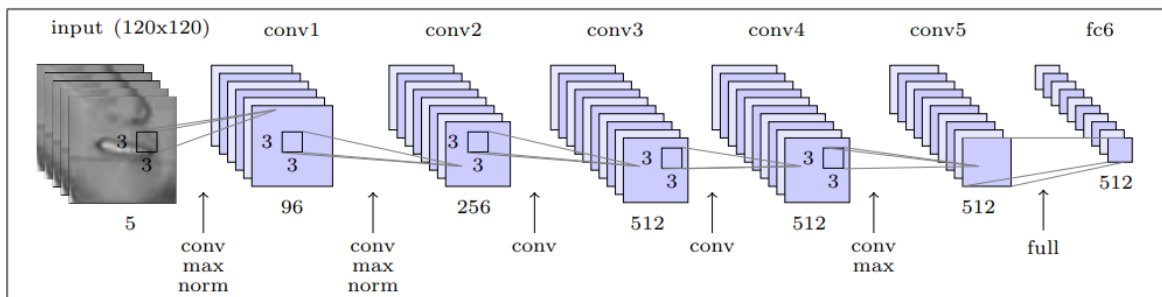 input (120x120) conv1 conv2 conv3 conv4 conv5 fc6
3 3 3 3 3
3 3 3 3 3
5 96 256 512 512 512 512
conv conv conv conv conv full
max max max
norm norm